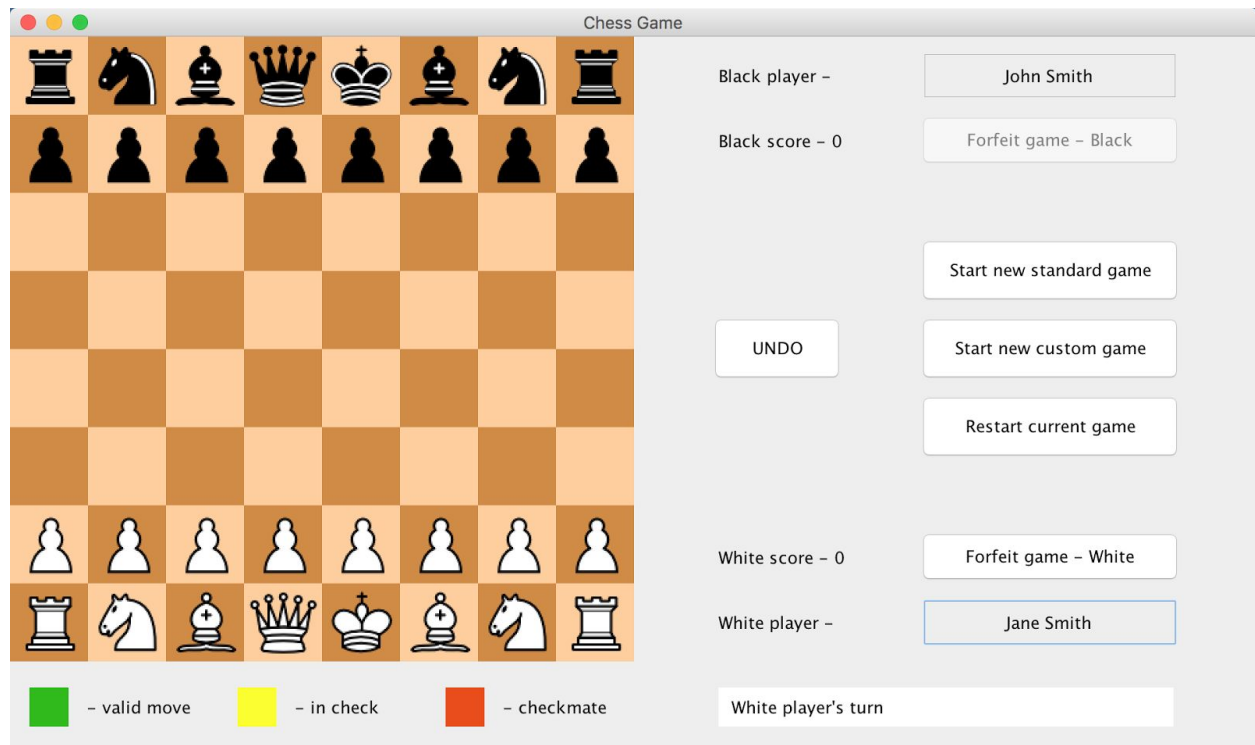 Chess Game
Black player –
John Smith
Black score – 0
Forfeit game – Black
Start new standard game
UNDO
Start new custom game
Restart current game
White score – 0
Forfeit game – White
White player –
Jane Smith
– valid move
– in check
– checkmate
White player's turn